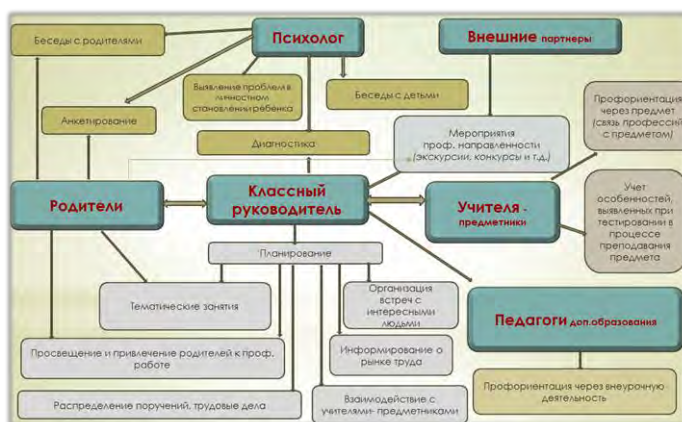 Беседы с родителями
Психолог
Внешние партнеры
Выявление проблем в
личностном
становлении ребенка
Беседы с детьми
Профориентация
через предмет
(связь профессий
с предметом)
Анкетирование
Диагностика
Мероприятия
проф. направленности
(экскурсии, конкурсы и т.д.)
Родители
Классный
руководитель
Учителя -
предметники
Учет
особенностей,
выявленных при
тестировании в
процессе
преподавания
предмета
Планирование
Тематические занятия
Организация
встреч с
интересными
людьми
Педагоги доп.образования
Просвещение и привлечение родителей к проф.
работе
Информирование о
рынке труда
Распределение поручений, трудовые дела
Взаимодействие с
учителями- предметниками
Профориентация через внеурочную
деятельность